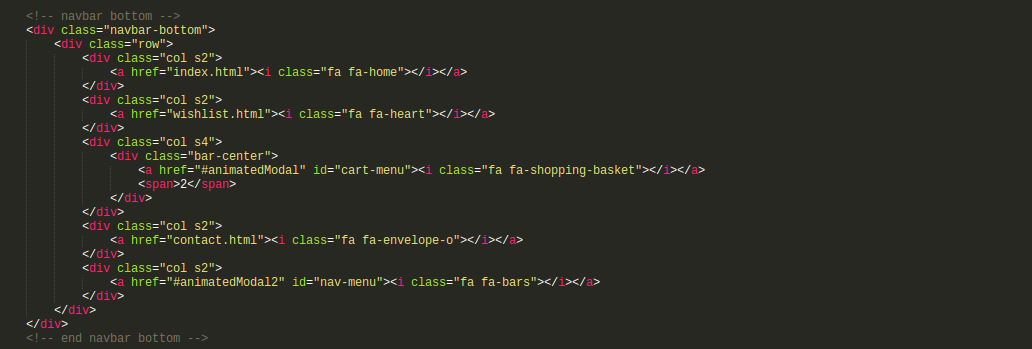 <!-- navbar bottom -->
<div class="navbar-bottom">
    <div class="row">
        <div class="col s2">
            <a href="index.html"><i class="fa fa-home"></i></a>
        </div>
        <div class="col s2">
            <a href="wishlist.html"><i class="fa fa-heart"></i></a>
        </div>
        <div class="col s4">
            <div class="bar-center">
                <a href="#animatedModal" id="cart-menu"><i class="fa fa-shopping-basket"></i></a>
                <span>2</span>
            </div>
        </div>
        <div class="col s2">
            <a href="contact.html"><i class="fa fa-envelope-o"></i></a>
        </div>
        <div class="col s2">
            <a href="#animatedModal2" id="nav-menu"><i class="fa fa-bars"></i></a>
        </div>
    </div>
</div>
<!-- end navbar bottom -->